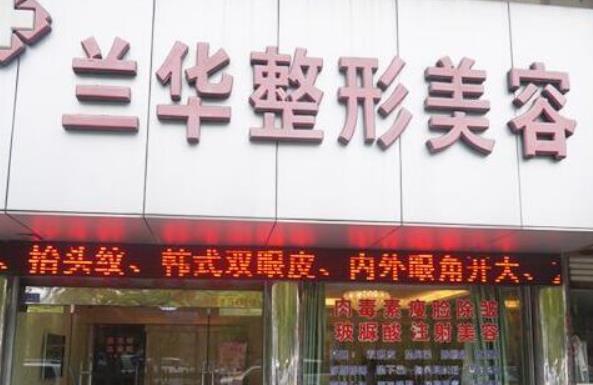 兰华整形美容
、抬头纹、韩式双眼皮、内外眼角开大、
肉毒素 瘦脸除皱
玻尿酸 注射美容